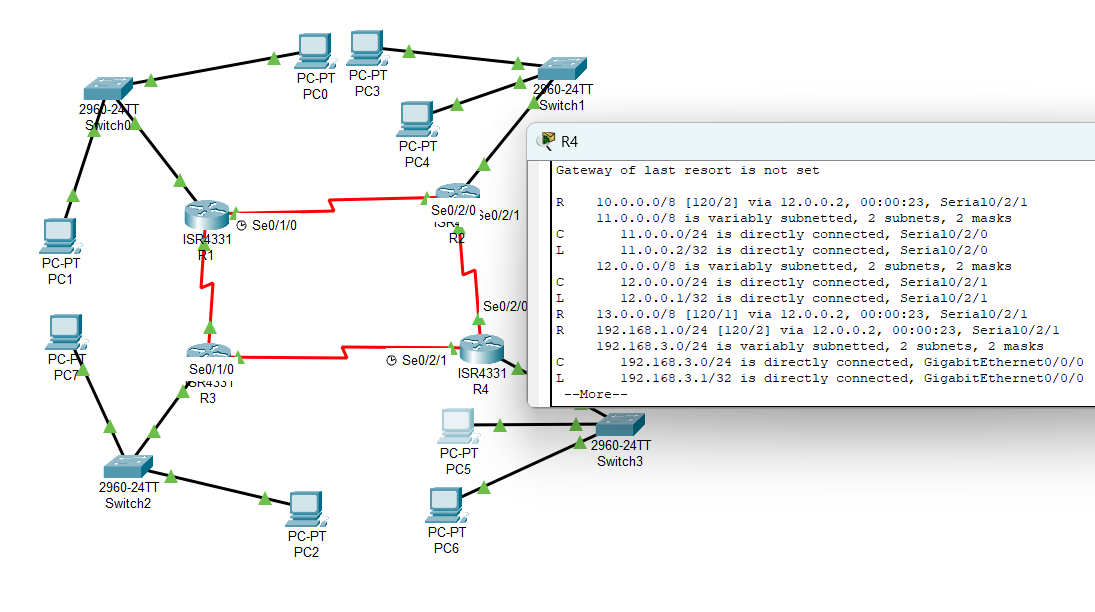 PC-PT
PC0
PC-PT
PC3
2960-24TT
Switch0
2960-24TT
Switch1
PC-PT
PC4
R4
Gateway of last resort is not set
R    10.0.0.0/8 [120/2] via 12.0.0.2, 00:00:23, Serial0/2/1
     11.0.0.0/8 is variably subnetted, 2 subnets, 2 masks
C       11.0.0.0/24 is directly connected, Serial0/2/0
L       11.0.0.2/32 is directly connected, Serial0/2/0
     12.0.0.0/8 is variably subnetted, 2 subnets, 2 masks
C       12.0.0.0/24 is directly connected, Serial0/2/1
L       12.0.0.1/32 is directly connected, Serial0/2/1
R    13.0.0.0/8 [120/1] via 12.0.0.2, 00:00:23, Serial0/2/1
R    192.168.1.0/24 [120/2] via 12.0.0.2, 00:00:23, Serial0/2/1
     192.168.3.0/24 is variably subnetted, 2 subnets, 2 masks
C       192.168.3.0/24 is directly connected, GigabitEthernet0/0/0
L       192.168.3.1/32 is directly connected, GigabitEthernet0/0/0
 --More--
Se0/1/0
ISR4331
R1
Se0/2/0
Se0/2/1
R2
PC-PT
PC1
Se0/2/0
PC-PT
PC7
Se0/1/0
ISR4331
R3
Se0/2/1
ISR4331
R4
PC-PT
PC5
2960-24TT
Switch3
2960-24TT
Switch2
PC-PT
PC2
PC-PT
PC6